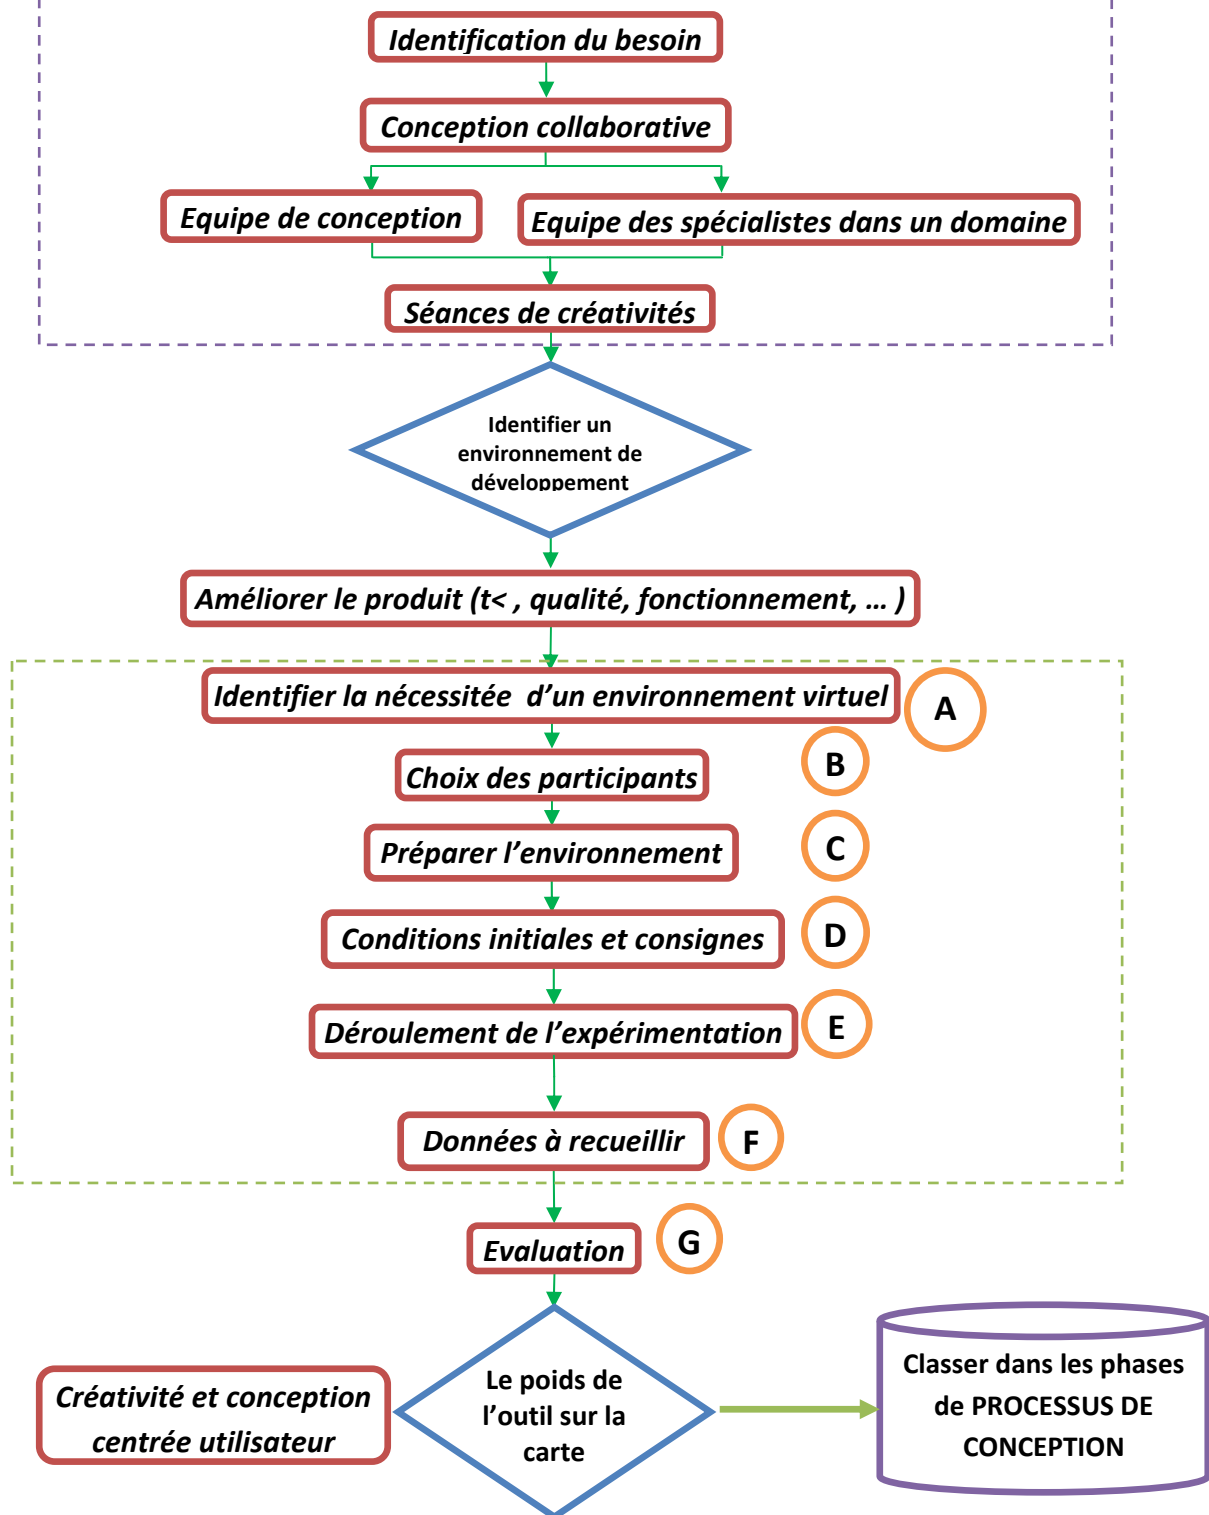 Identification du besoin
Conception collaborative
Equipe de conception
Equipe des spécialistes dans un domaine
Séances de créativités
Identifier un
environnement de
développement
Améliorer le produit (t< , qualité, fonctionnement, ... )
Identifier la nécessitée d’un environnement virtuel
A
Choix des participants
B
Préparer l’environnement
C
Conditions initiales et consignes
D
Déroulement de l’expérimentation
E
Données à recueillir
F
Evaluation
G
Créativité et conception
centrée utilisateur
Le poids de
l’outil sur la
carte
Classer dans les phases
de PROCESSUS DE
CONCEPTION